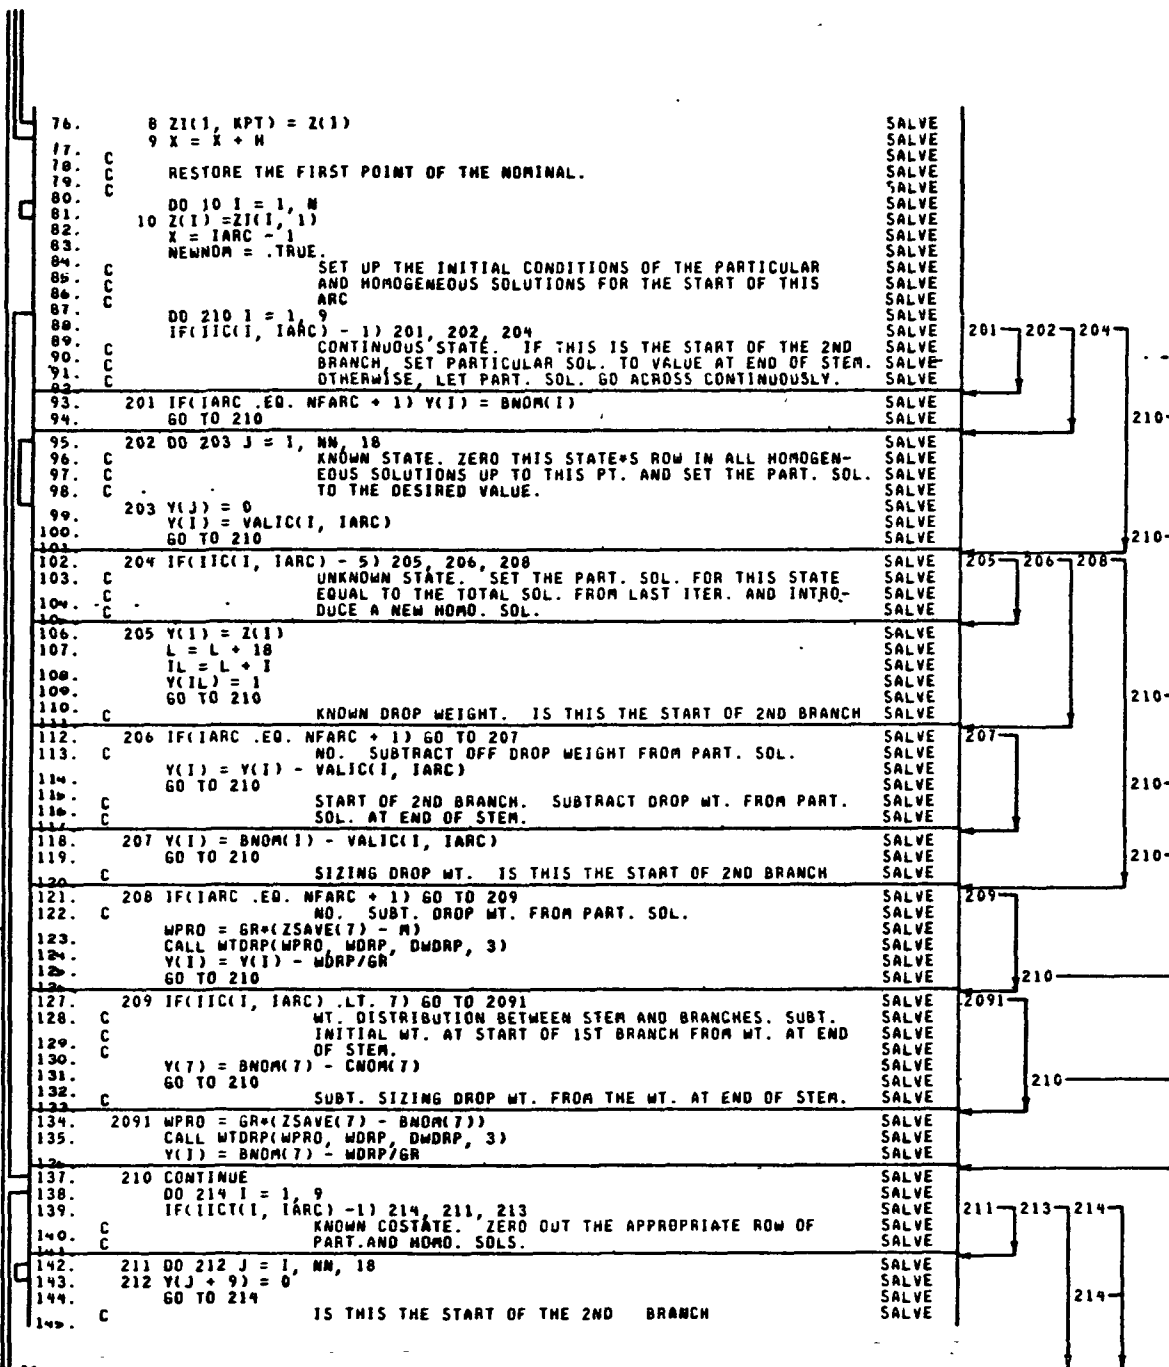 76. 8 ZI(1, KPT) = Z(1) SALVE
77. 9 X = X + H SALVE
78. C SALVE
79. C RESTORE THE FIRST POINT OF THE NOMINAL. SALVE
80. C SALVE
81. DO 10 I = 1, N SALVE
82. 10 Z(I) =ZI(I, 1) SALVE
83. X = IARC - 1 SALVE
84. NEWNOM = .TRUE. SALVE
85. C SET UP THE INITIAL CONDITIONS OF THE PARTICULAR SALVE
86. C AND HOMOGENEOUS SOLUTIONS FOR THE START OF THIS SALVE
87. C ARC SALVE
88. DO 210 I = 1, 9 SALVE
89. IF(IIC(I, IARC) - 1) 201, 202, 204 SALVE 201 202 204
90. C CONTINUOUS STATE. IF THIS IS THE START OF THE 2ND SALVE
91. C BRANCH, SET PARTICULAR SOL. TO VALUE AT END OF STEM. SALVE
92. C OTHERWISE, LET PART. SOL. GO ACROSS CONTINUOUSLY. SALVE
93. 201 IF(IARC .EQ. NFARC + 1) Y(I) = BNOM(I) SALVE
94. GO TO 210 SALVE 210
95. 202 DO 203 J = I, NN, 18 SALVE
96. C KNOWN STATE. ZERO THIS STATE*S ROW IN ALL HOMOGEN- SALVE
97. C EOUS SOLUTIONS UP TO THIS PT. AND SET THE PART. SOL. SALVE
98. C TO THE DESIRED VALUE. SALVE
99. 203 Y(J) = 0 SALVE
100. Y(I) = VALIC(I, IARC) SALVE
101. GO TO 210 SALVE 210
102. 204 IF(IIC(I, IARC) - 5) 205, 206, 208 SALVE 205 206 208
103. C UNKNOWN STATE. SET THE PART. SOL. FOR THIS STATE SALVE
104. C EQUAL TO THE TOTAL SOL. FROM LAST ITER. AND INTRO- SALVE
105. C DUCE A NEW HOMO. SOL. SALVE
106. 205 Y(I) = Z(I) SALVE
107. L = L + 18 SALVE
108. IL = L + I SALVE
109. Y(IL) = 1 SALVE
110. GO TO 210 SALVE 210
111. C KNOWN DROP WEIGHT. IS THIS THE START OF 2ND BRANCH SALVE
112. 206 IF(IARC .EQ. NFARC + 1) GO TO 207 SALVE 207
113. C NO. SUBTRACT OFF DROP WEIGHT FROM PART. SOL. SALVE
114. Y(I) = Y(I) - VALIC(I, IARC) SALVE
115. GO TO 210 SALVE 210
116. C START OF 2ND BRANCH. SUBTRACT DROP WT. FROM PART. SALVE
117. C SOL. AT END OF STEM. SALVE
118. 207 Y(I) = BNOM(I) - VALIC(I, IARC) SALVE
119. GO TO 210 SALVE 210
120. C SIZING DROP WT. IS THIS THE START OF 2ND BRANCH SALVE
121. 208 IF(IARC .EQ. NFARC + 1) GO TO 209 SALVE 209
122. C NO. SUBT. DROP WT. FROM PART. SOL. SALVE
123. WPRO = GR*(ZSAVE(7) - M) SALVE
124. CALL WTDRP(WPRO, WDRP, DWDRP, 3) SALVE
125. Y(I) = Y(I) - WDRP/GR SALVE
126. GO TO 210 SALVE 210
127. 209 IF(IIC(I, IARC) .LT. 7) GO TO 2091 SALVE 2091
128. C WT. DISTRIBUTION BETWEEN STEM AND BRANCHES. SUBT. SALVE
129. C INITIAL WT. AT START OF 1ST BRANCH FROM WT. AT END SALVE
130. C OF STEM. SALVE
131. Y(7) = BNOM(7) - CNOM(7) SALVE
132. GO TO 210 SALVE 210
133. C SUBT. SIZING DROP WT. FROM THE WT. AT END OF STEM. SALVE
134. 2091 WPRO = GR*(ZSAVE(7) - BNOM(7)) SALVE
135. CALL WTDRP(WPRO, WDRP, DWDRP, 3) SALVE
136. Y(I) = BNOM(7) - WDRP/GR SALVE
137. 210 CONTINUE SALVE
138. DO 214 I = 1, 9 SALVE
139. IF(IICT(I, IARC) -1) 214, 211, 213 SALVE 211 213 214
140. C KNOWN COSTATE. ZERO OUT THE APPROPRIATE ROW OF SALVE
141. C PART.AND HOMO. SOLS. SALVE
142. 211 DO 212 J = I, NN, 18 SALVE
143. 212 Y(J + 9) = 0 SALVE
144. GO TO 214 SALVE 214
145. C IS THIS THE START OF THE 2ND BRANCH SALVE